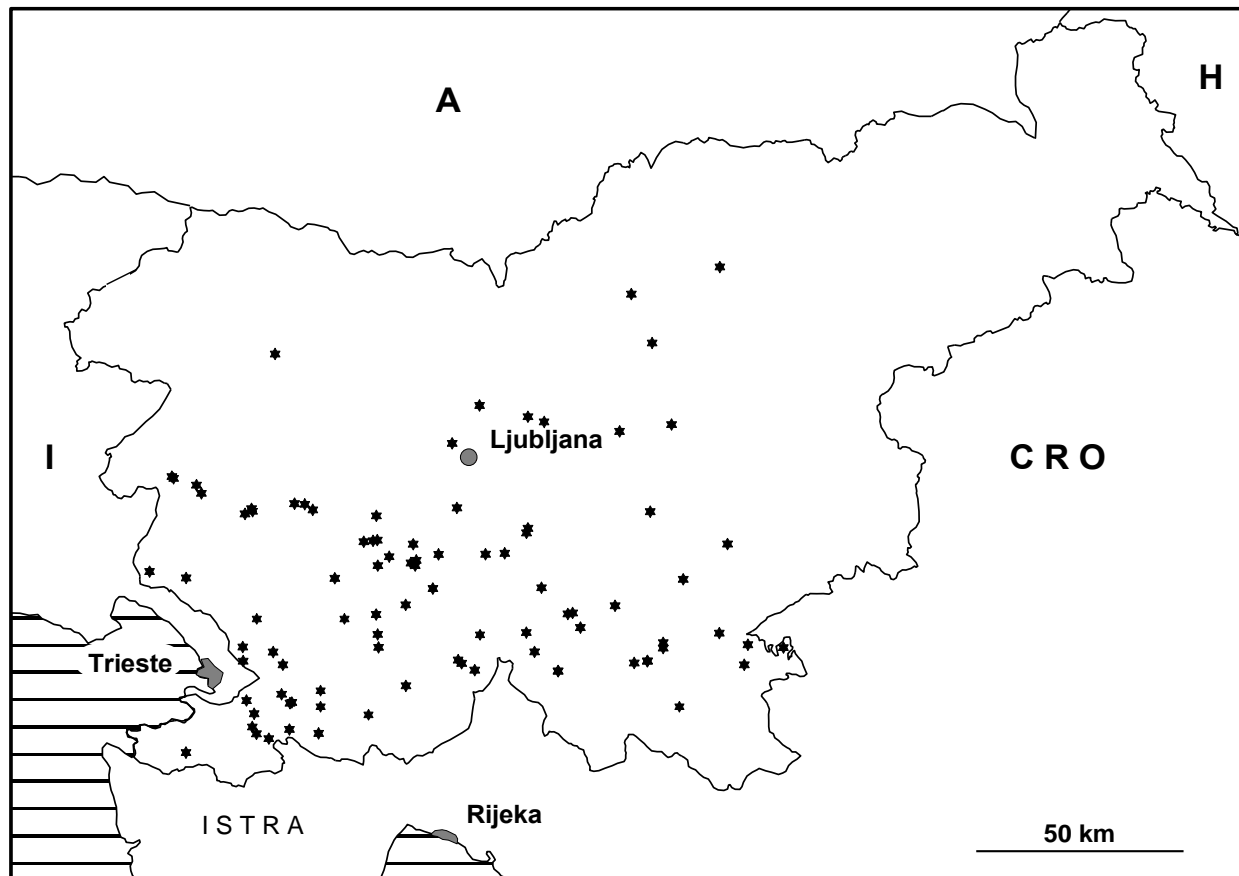 A
H
Ljubljana
I
C R O
Trieste
I S T R A
Rijeka
50 km